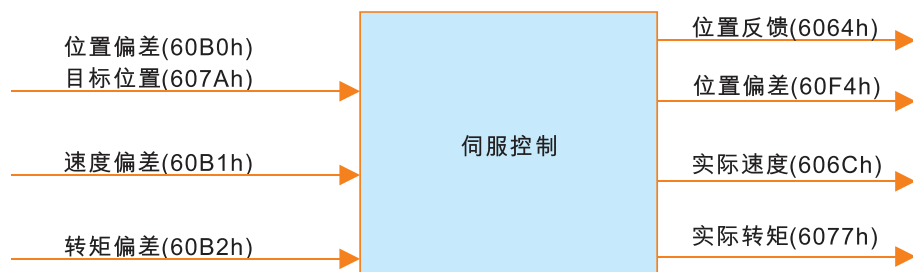 位置偏差(60B0h)
目标位置(607Ah)
速度偏差(60B1h)
转矩偏差(60B2h)
伺服控制
位置反馈(6064h)
位置偏差(60F4h)
实际速度(606Ch)
实际转矩(6077h)